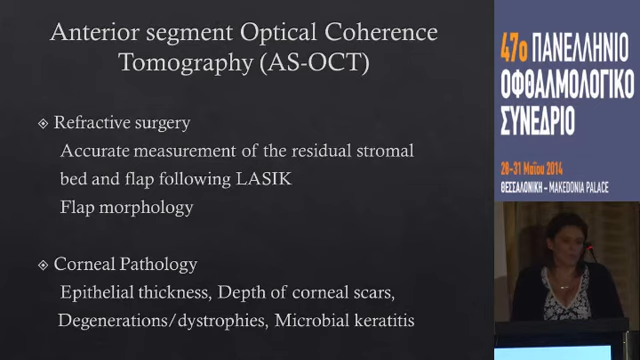 Anterior segment Optical Coherence
Tomography (AS-OCT)
Refractive surgery
Accurate measurement of the residual stromal
bed and flap following LASIK
Flap morphology
Corneal Pathology
Epithelial thickness, Depth of corneal scars,
Degenerations/dystrophies, Microbial keratitis
47ο ΠΑΝΕΛΛΗΝΙΟ
ΟΦΘΑΛΜΟΛΟΓΙΚΟ
ΣΥΝΕΔΡΙΟ
28-31 Μαΐου 2014
ΘΕΣΣΑΛΟΝΙΚΗ - MAKEDONIA PALACE